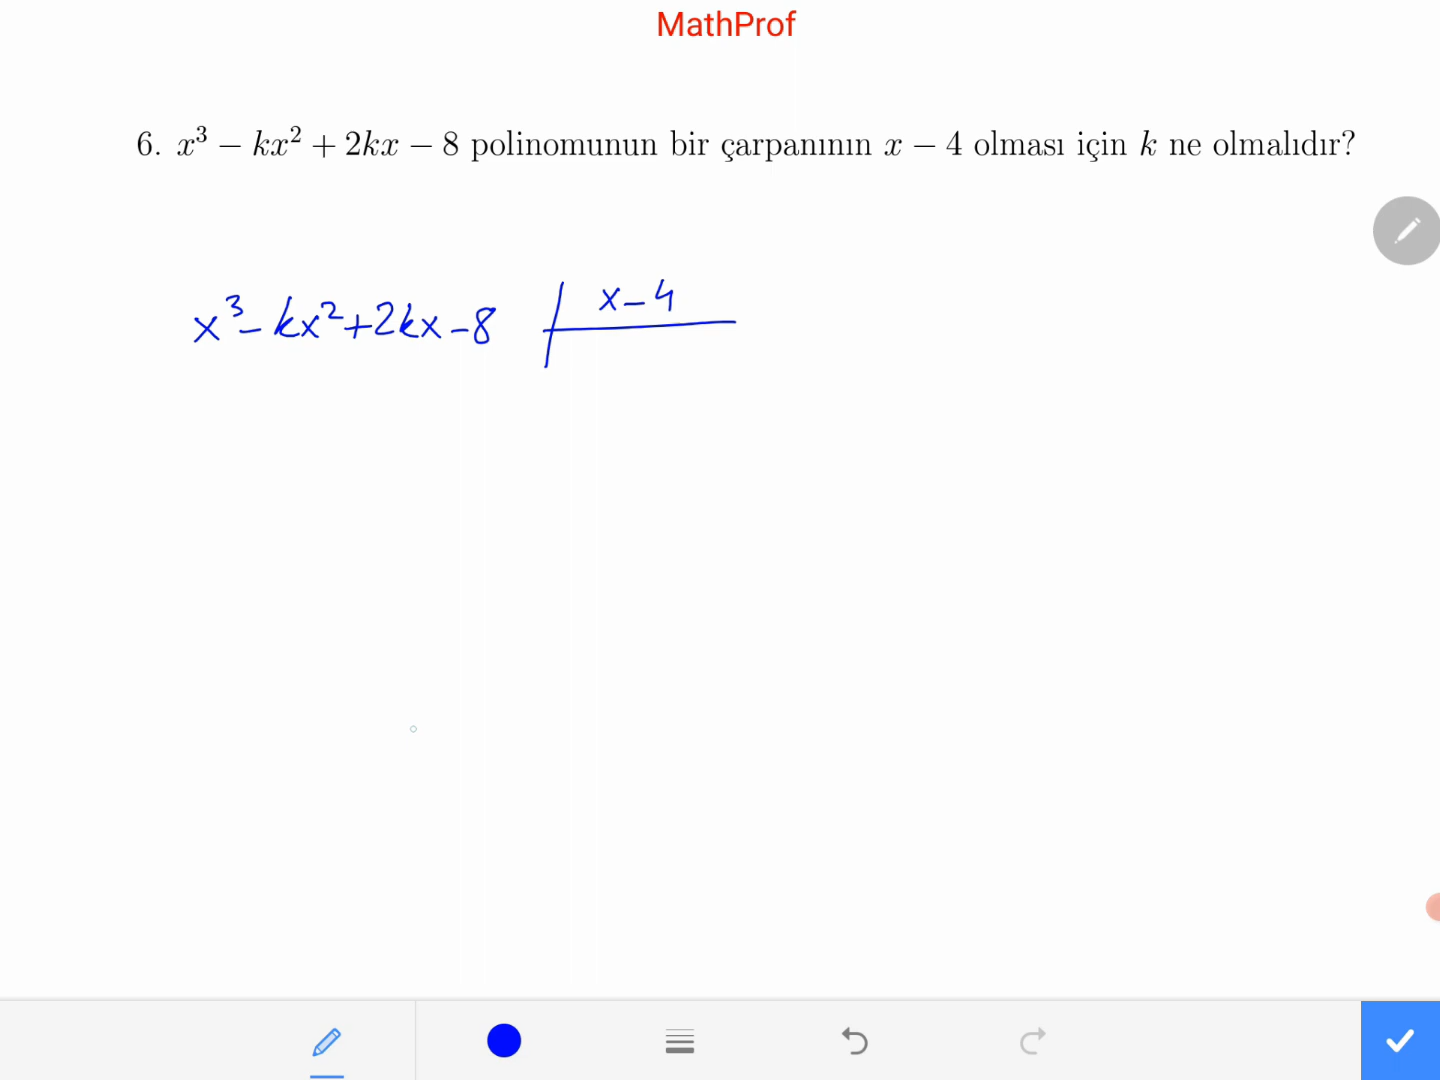 MathProf
6. x³ − kx² + 2kx − 8 polinomunun bir çarpanının x − 4 olması için k ne olmalıdır?
x³ − kx² + 2kx − 8 x − 4